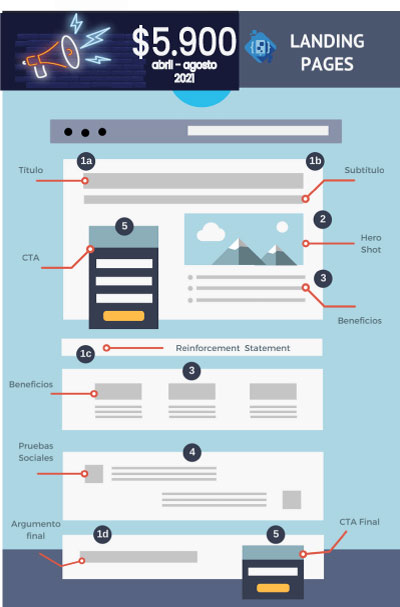 $5.900
abril - agosto
2021
LANDING
PAGES
1a
1b
Título
Subtítulo
5
2
CTA
Hero
Shot
3
Beneficios
1c
Reinforcement Statement
3
Beneficios
Pruebas
Sociales
4
Argumento
final
1d
5
CTA Final